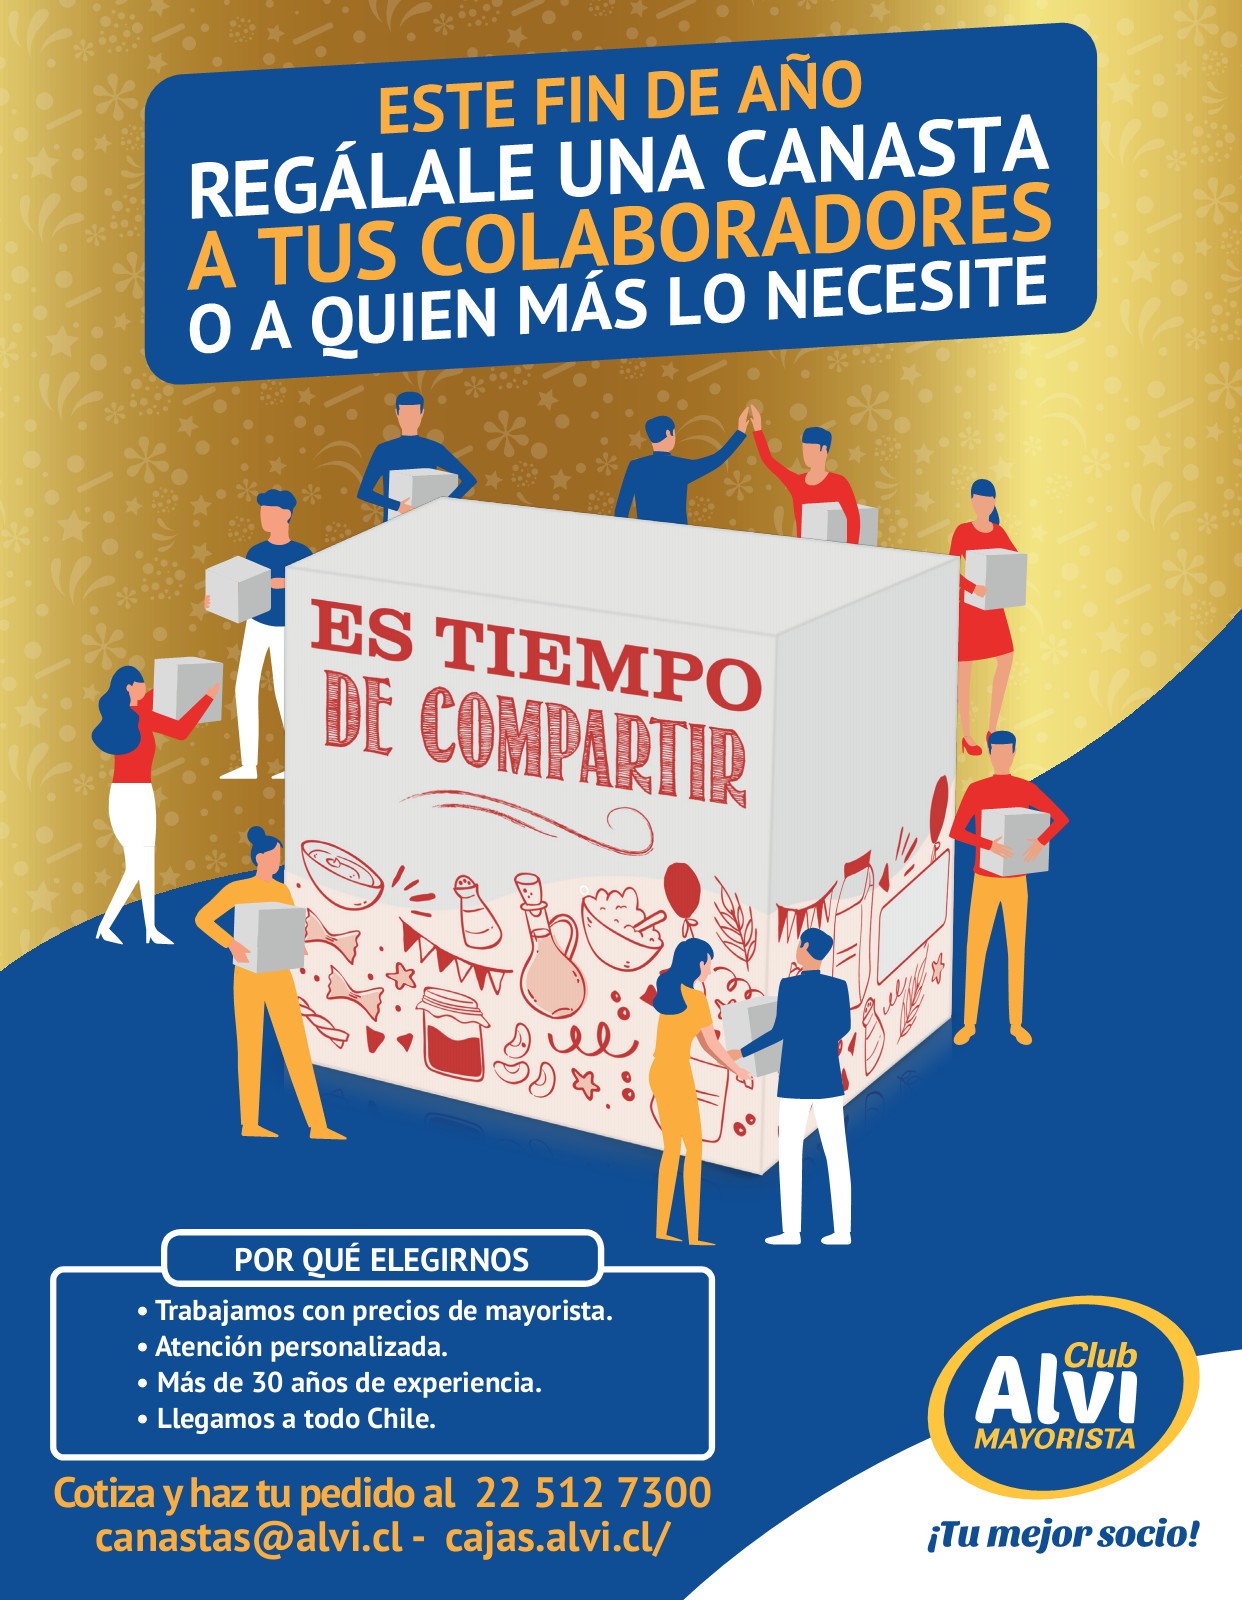 ESTE FIN DE AÑO
REGÁLALE UNA CANASTA
A TUS COLABORADORES
O A QUIEN MÁS LO NECESITE
ES TIEMPO
DE COMPARTIR
POR QUÉ ELEGIRNOS
• Trabajamos con precios de mayorista.
• Atención personalizada.
• Más de 30 años de experiencia.
• Llegamos a todo Chile.
Cotiza y haz tu pedido al 22 512 7300
canastas@alvi.cl - cajas.alvi.cl/
Club
Alvi
MAYORISTA
¡Tu mejor socio!